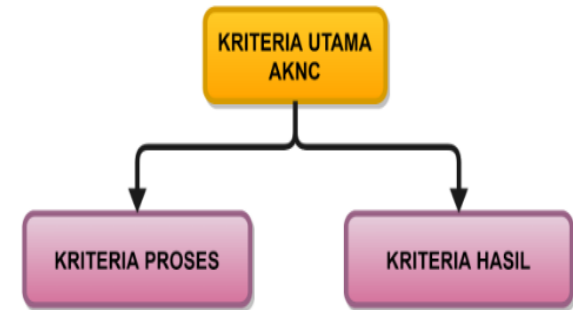 KRITERIA UTAMA
AKNC
KRITERIA PROSES
KRITERIA HASIL